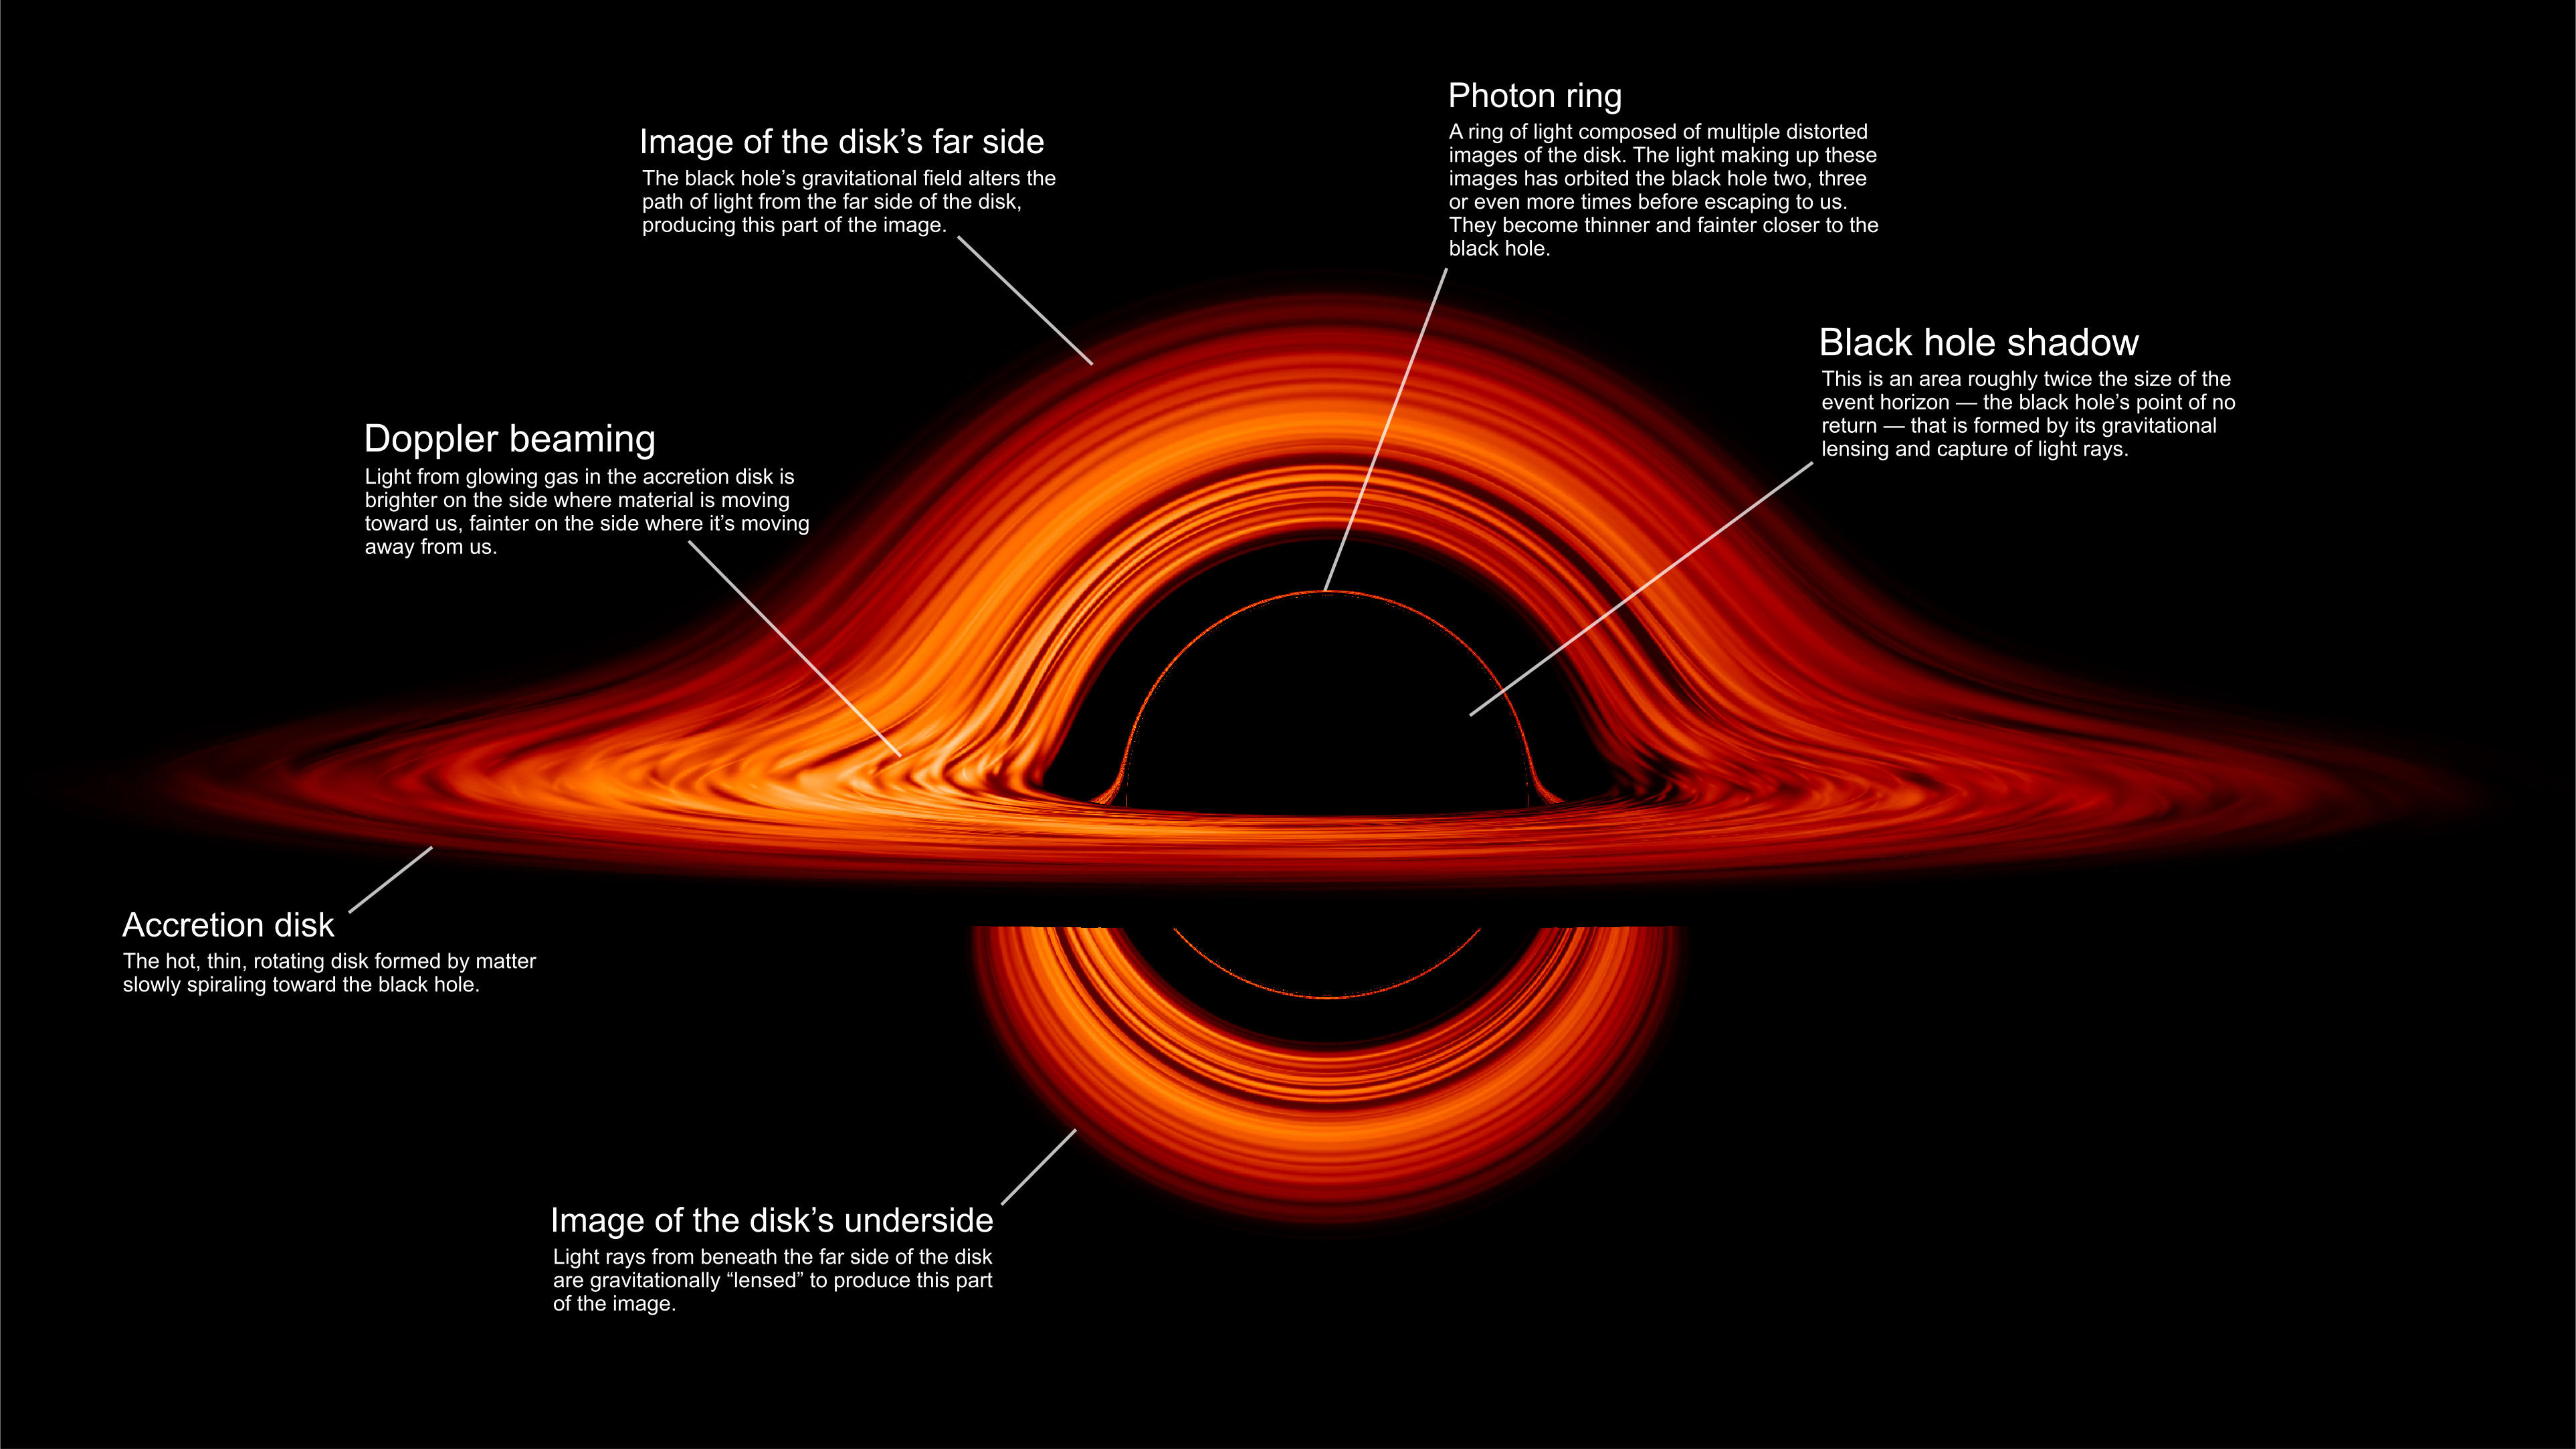 Photon ring
A ring of light composed of multiple distorted
images of the disk. The light making up these
images has orbited the black hole two, three
or even more times before escaping to us.
They become thinner and fainter closer to the
black hole.
Image of the disk’s far side
The black hole’s gravitational field alters the
path of light from the far side of the disk,
producing this part of the image.
Black hole shadow
This is an area roughly twice the size of the
event horizon — the black hole’s point of no
return — that is formed by its gravitational
lensing and capture of light rays.
Doppler beaming
Light from glowing gas in the accretion disk is
brighter on the side where material is moving
toward us, fainter on the side where it’s moving
away from us.
Accretion disk
The hot, thin, rotating disk formed by matter
slowly spiraling toward the black hole.
Image of the disk’s underside
Light rays from beneath the far side of the disk
are gravitationally “lensed” to produce this part
of the image.